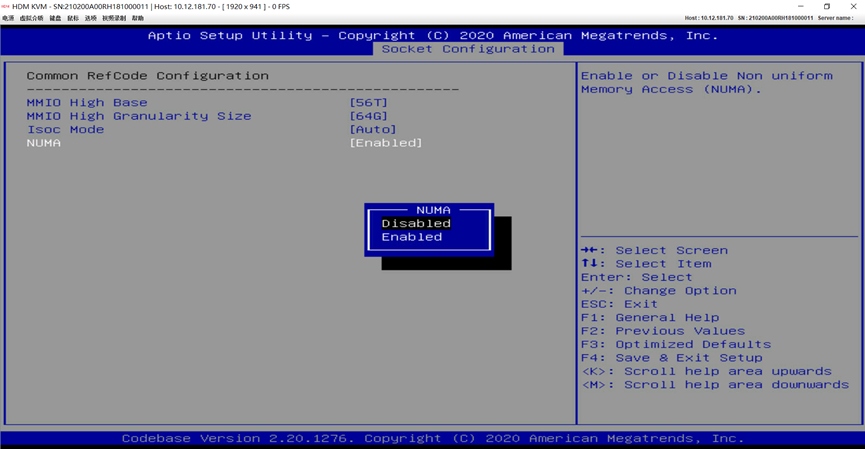 HDM KVM - SN:210200A00RH181000011 | Host: 10.12.181.70 - [ 1920 x 941 ] - 0 FPS
电源 虚拟介质 键盘 鼠标 选项 视频录制 帮助
Host : 10.12.181.70 SN : 210200A00RH181000011 Server name :
Aptio Setup Utility – Copyright (C) 2020 American Megatrends, Inc.
Socket Configuration
Common RefCode Configuration
--------------------------------------------------
MMIO High Base [56T]
MMIO High Granularity Size [64G]
Isoc Mode [Auto]
NUMA [Enabled]
NUMA
Disabled
Enabled
Enable or Disable Non uniform
Memory Access (NUMA).
→←: Select Screen
↑↓: Select Item
Enter: Select
+/-: Change Option
ESC: Exit
F1: General Help
F2: Previous Values
F3: Optimized Defaults
F4: Save & Exit Setup
<K>: Scroll help area upwards
<M>: Scroll help area downwards
Codebase Version 2.20.1276. Copyright (C) 2020 American Megatrends, Inc.